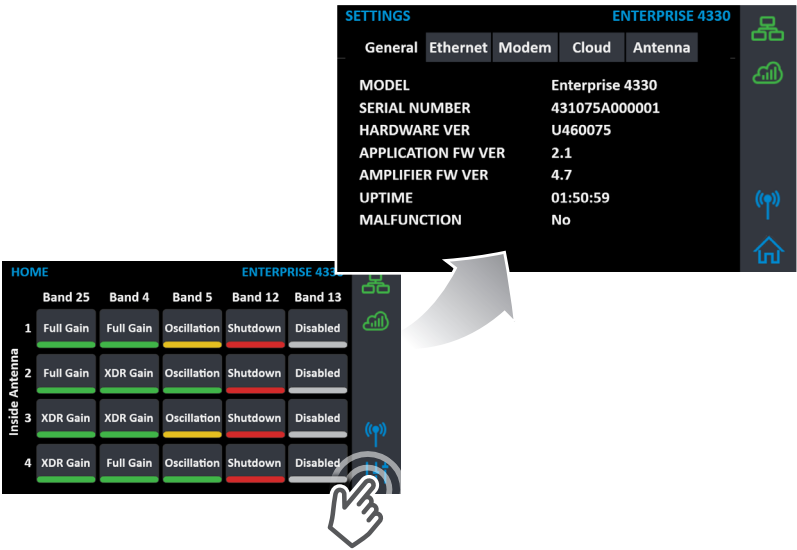 SETTINGS ENTERPRISE 4330
General Ethernet Modem Cloud Antenna
MODEL Enterprise 4330
SERIAL NUMBER 431075A000001
HARDWARE VER U460075
APPLICATION FW VER 2.1
AMPLIFIER FW VER 4.7
UPTIME 01:50:59
MALFUNCTION No
HOME ENTERPRISE 433
Band 25 Band 4 Band 5 Band 12 Band 13
Inside Antenna
1 Full Gain Full Gain Oscillation Shutdown Disabled
2 Full Gain XDR Gain Oscillation Shutdown Disabled
3 XDR Gain XDR Gain Oscillation Shutdown Disabled
4 XDR Gain Full Gain Oscillation Shutdown Disabled